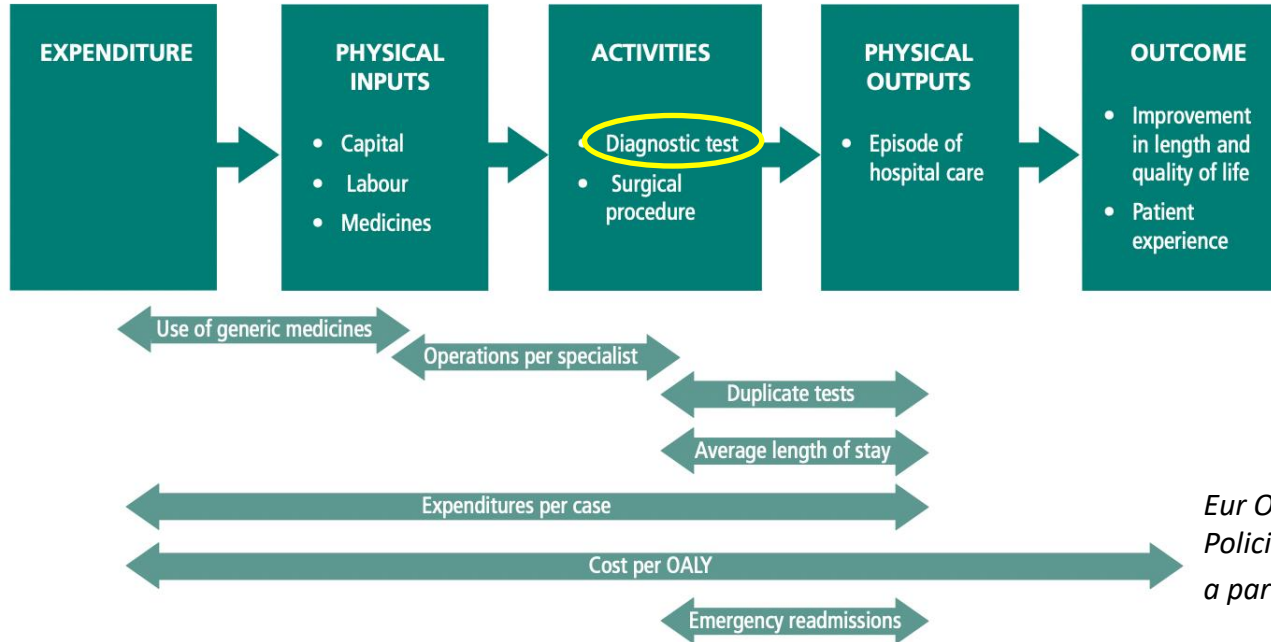 EXPENDITURE
PHYSICAL
INPUTS
• Capital
• Labour
• Medicines
ACTIVITIES
• Diagnostic test
• Surgical
procedure
PHYSICAL
OUTPUTS
• Episode of
hospital care
OUTCOME
• Improvement
in length and
quality of life
• Patient
experience
Use of generic medicines
Operations per specialist
Duplicate tests
Average length of stay
Expenditures per case
Cost per OALY
Emergency readmissions
Eur O
Polici
a par